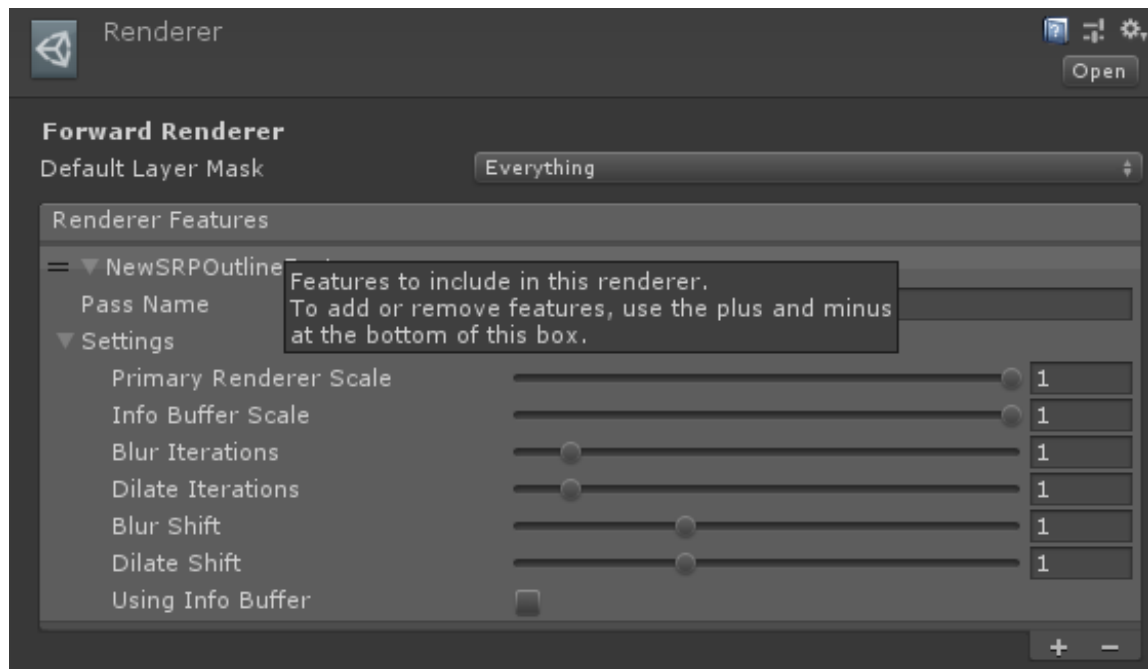 Renderer
Open
Forward Renderer
Default Layer Mask Everything
Renderer Features
NewSRPOutline
Features to include in this renderer.
To add or remove features, use the plus and minus
at the bottom of this box.
Pass Name
Settings
Primary Renderer Scale 1
Info Buffer Scale 1
Blur Iterations 1
Dilate Iterations 1
Blur Shift 1
Dilate Shift 1
Using Info Buffer
+ −